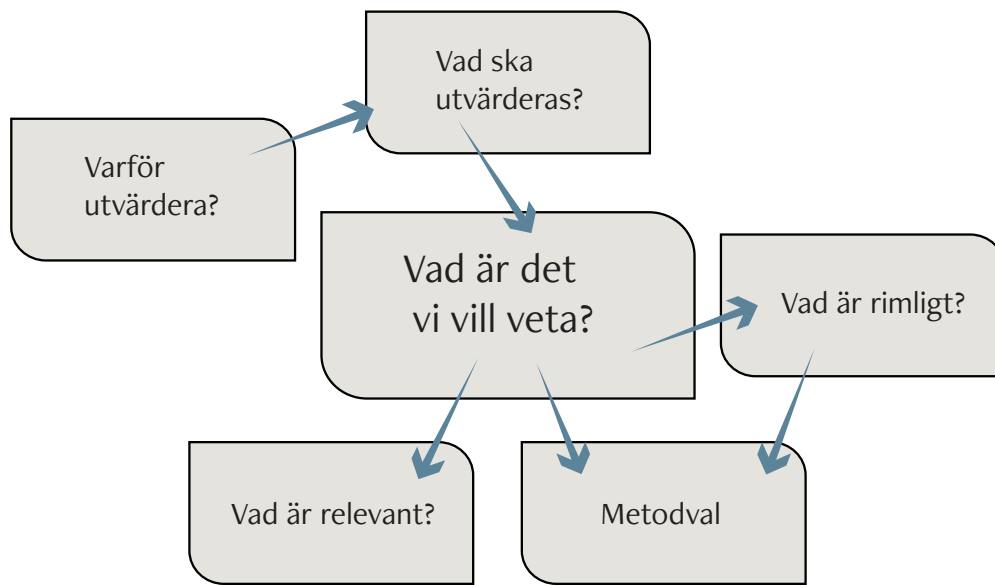 Vad ska
utvärderas?
Varför
utvärdera?
Vad är det
vi vill veta?
Vad är rimligt?
Vad är relevant?
Metodval